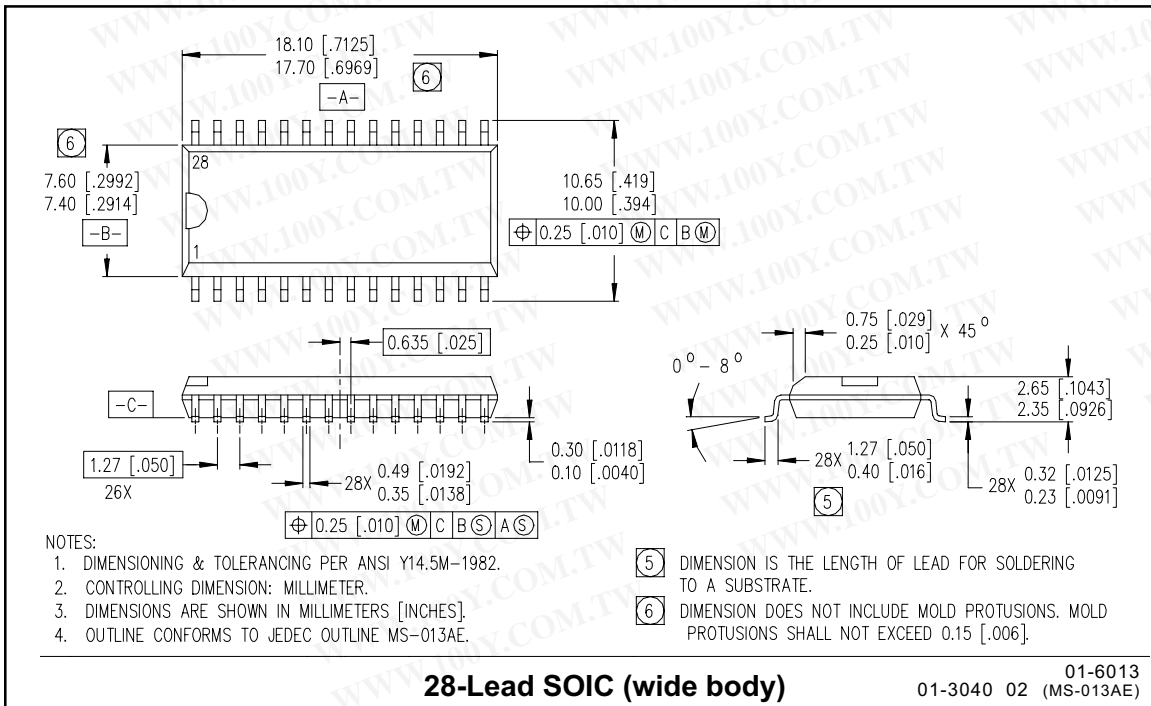 18.10 [.7125]
17.70 [.6969]
6
-A-
6
28
7.60 [.2992]
7.40 [.2914]
-B-
1
10.65 [.419]
10.00 [.394]
⌖ 0.25 [.010] Ⓜ C B Ⓜ
0.635 [.025]
-C-
1.27 [.050]
26X
28X 0.49 [.0192]
0.35 [.0138]
0.30 [.0118]
0.10 [.0040]
⌖ 0.25 [.010] Ⓜ C B Ⓢ A Ⓢ
0.75 [.029]
0.25 [.010] X 45°
0° – 8°
2.65 [.1043]
2.35 [.0926]
28X 1.27 [.050]
0.40 [.016]
5
28X 0.32 [.0125]
0.23 [.0091]
NOTES:
1. DIMENSIONING & TOLERANCING PER ANSI Y14.5M-1982.
2. CONTROLLING DIMENSION: MILLIMETER.
3. DIMENSIONS ARE SHOWN IN MILLIMETERS [INCHES].
4. OUTLINE CONFORMS TO JEDEC OUTLINE MS-013AE.
5 DIMENSION IS THE LENGTH OF LEAD FOR SOLDERING
TO A SUBSTRATE.
6 DIMENSION DOES NOT INCLUDE MOLD PROTUSIONS. MOLD
PROTUSIONS SHALL NOT EXCEED 0.15 [.006].
28-Lead SOIC (wide body)
01-6013
01-3040 02 (MS-013AE)
WWW.100Y.COM.TW